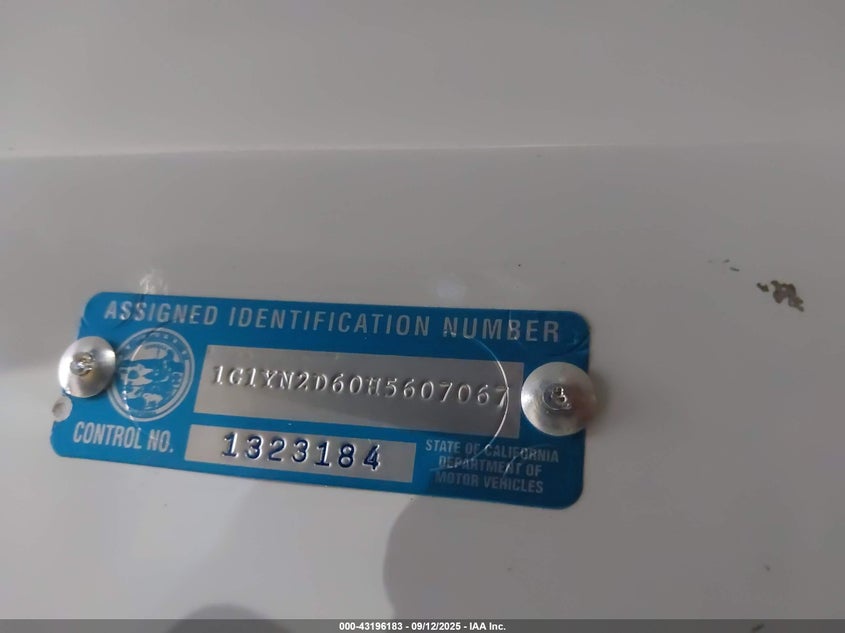 ASSIGNED IDENTIFICATION NUMBER
1G1YN2D60H5607067
CONTROL NO. 1323184
STATE OF CALIFORNIA
DEPARTMENT OF
MOTOR VEHICLES
000-43196183 - 09/12/2025 - IAA Inc.